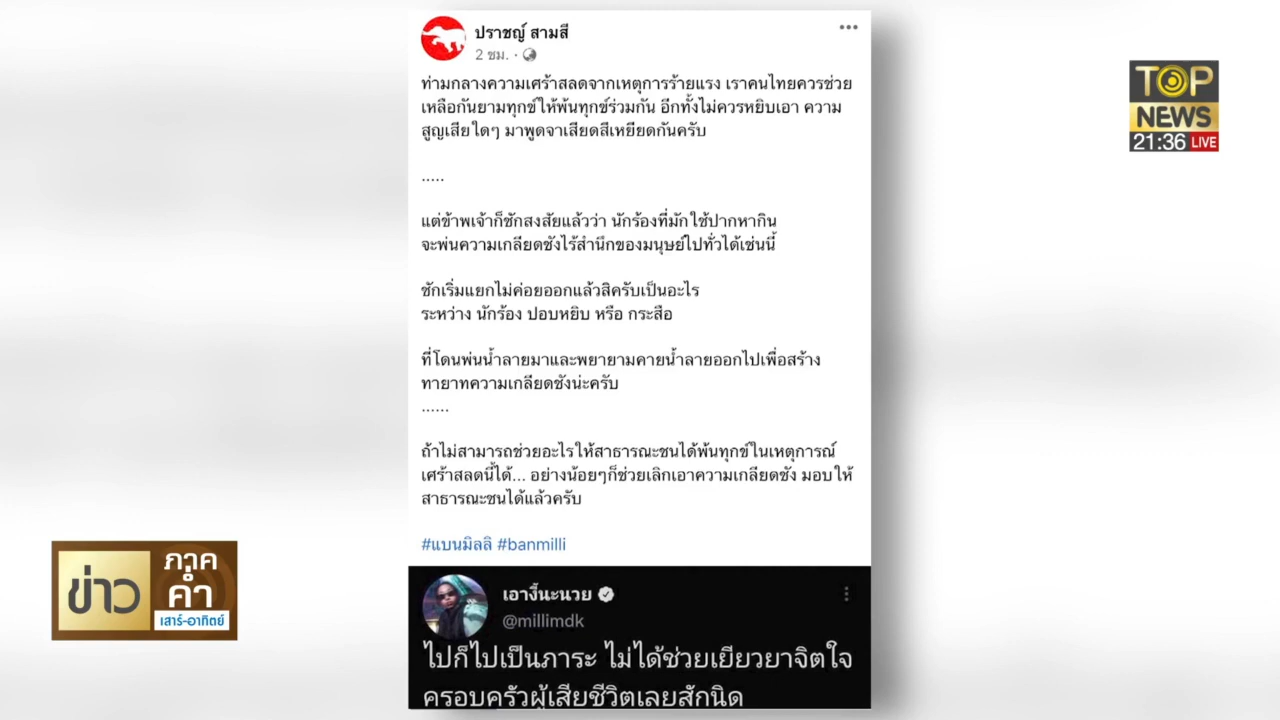 ปราชญ์ สามสี
2 ชม. ·
ท่ามกลางความเศร้าสลดจากเหตุการร้ายแรง เราคนไทยควรช่วย
เหลือกันยามทุกข์ให้พ้นทุกข์ร่วมกัน อีกทั้งไม่ควรหยิบเอา ความ
สูญเสียใดๆ มาพูดจาเสียดสีเหยียดกันครับ
.....
แต่ข้าพเจ้าก็ชักสงสัยแล้วว่า นักร้องที่มักใช้ปากหากิน
จะพ่นความเกลียดชังไร้สำนึกของมนุษย์ไปทั่วได้เช่นนี้
ชักเริ่มแยกไม่ค่อยออกแล้วสิครับเป็นอะไร
ระหว่าง นักร้อง ปอบหยิบ หรือ กระสือ
ที่โดนพ่นน้ำลายมาและพยายามคายน้ำลายออกไปเพื่อสร้าง
ทายาทความเกลียดชังน่ะครับ
......
ถ้าไม่สามารถช่วยอะไรให้สาธารณะชนได้พ้นทุกข์ในเหตุการณ์
เศร้าสลดนี้ได้... อย่างน้อยๆก็ช่วยเลิกเอาความเกลียดชัง มอบให้
สาธารณะชนได้แล้วครับ
#แบนมิลลิ #banmilli
เอางี้นะนวย
@millimdk
ไปก็ไปเป็นภาระ ไม่ได้ช่วยเยียวยาจิตใจ
ครอบครัวผู้เสียชีวิตเลยสักนิด
TOP
NEWS
21:36 LIVE
ข่าว
ภาค
ค่ำ
เสาร์-อาทิตย์